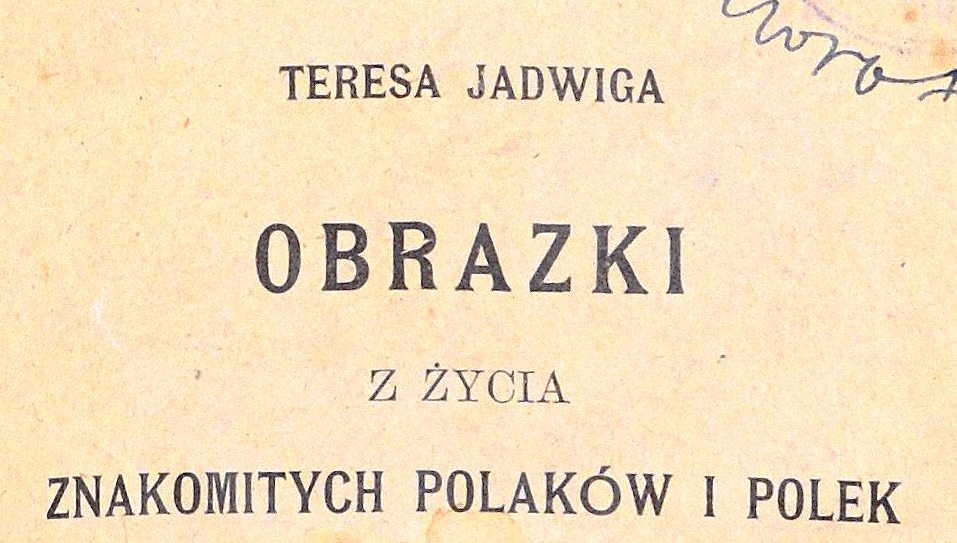 TERESA JADWIGA
OBRAZKI
Z ŻYCIA
ZNAKOMITYCH POLAKÓW I POLEK